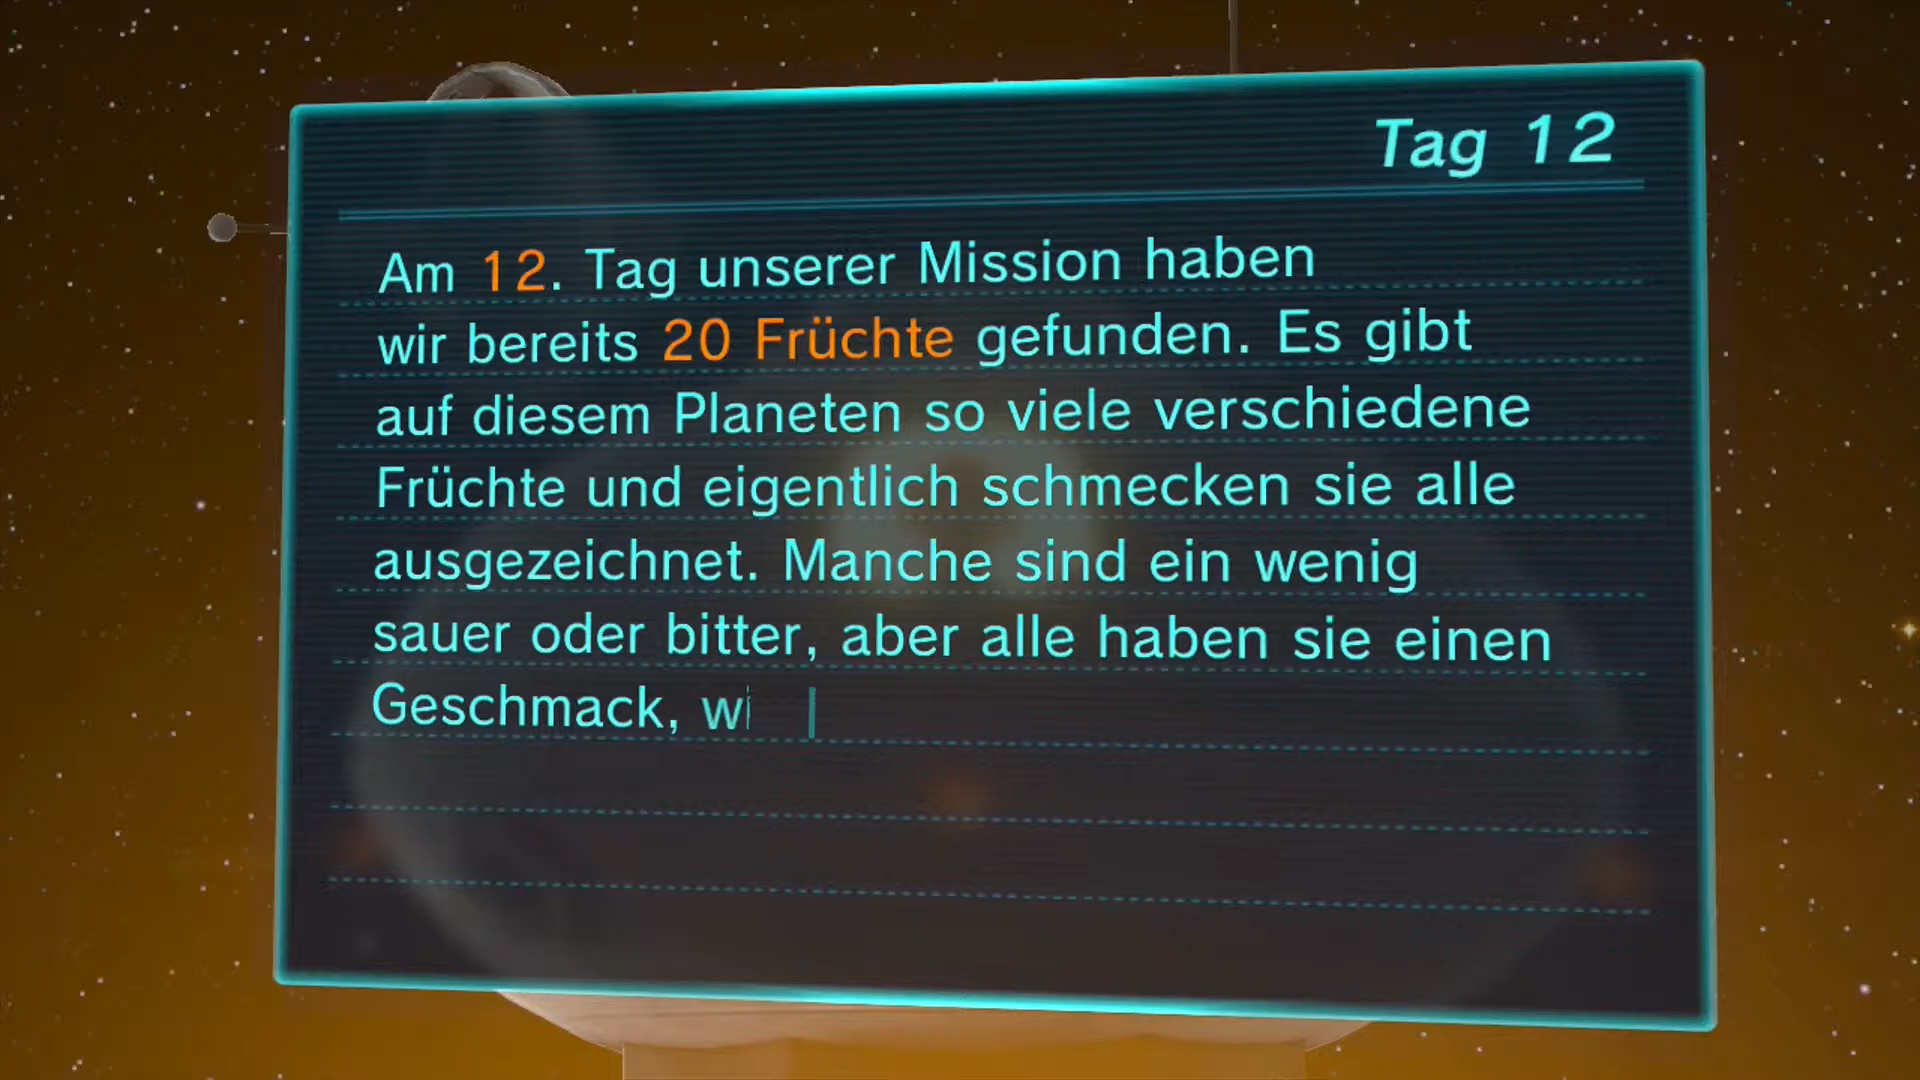 Tag 12
Am 12. Tag unserer Mission haben
wir bereits 20 Früchte gefunden. Es gibt
auf diesem Planeten so viele verschiedene
Früchte und eigentlich schmecken sie alle
ausgezeichnet. Manche sind ein wenig
sauer oder bitter, aber alle haben sie einen
Geschmack, wi